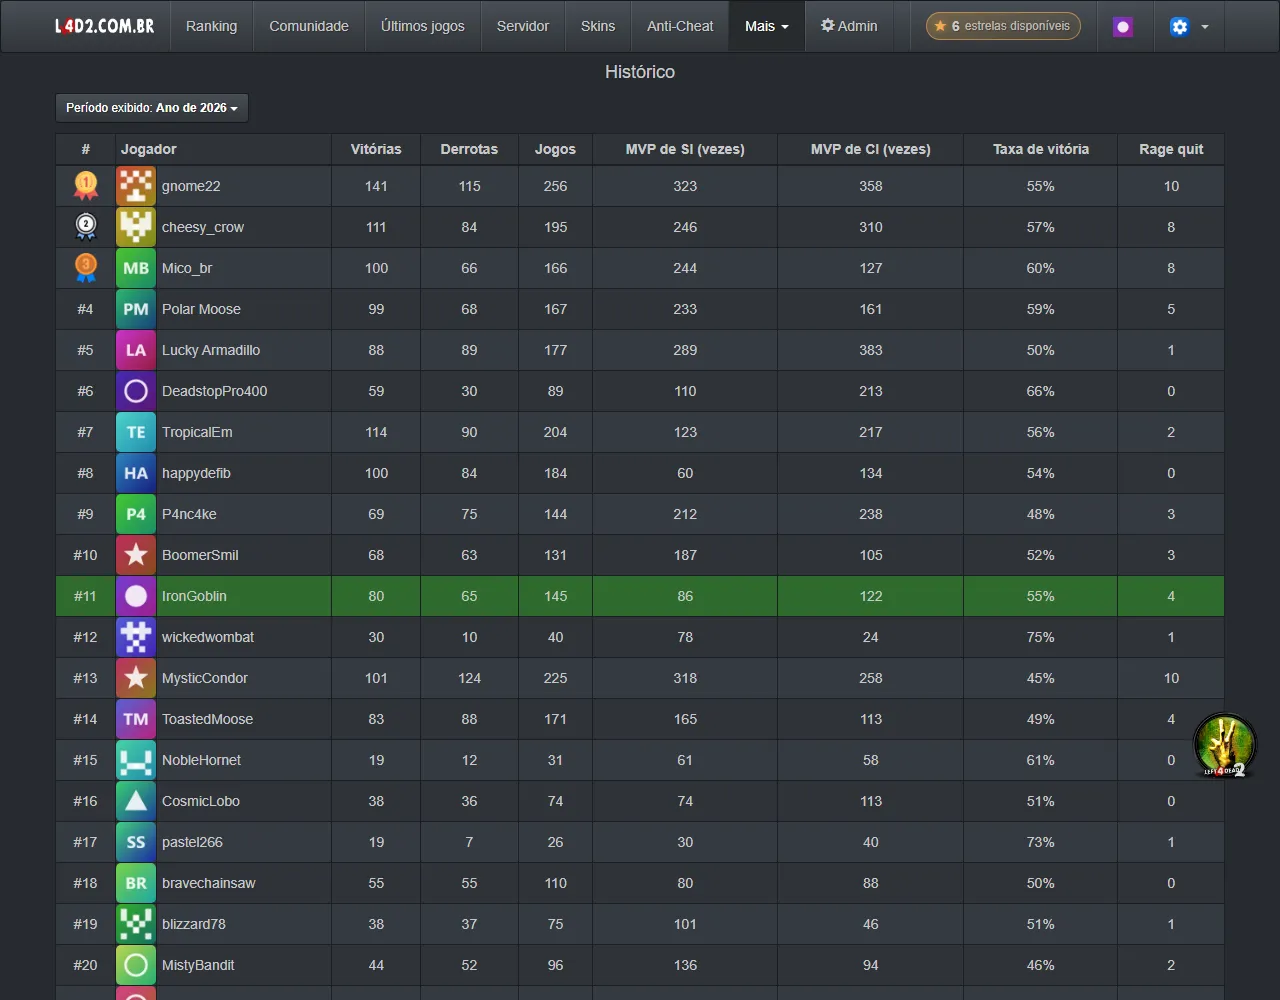 L4D2.COM.BR Ranking Comunidade Últimos jogos Servidor Skins Anti-Cheat Mais Admin 6 estrelas disponíveis
Histórico
Período exibido: Ano de 2026
# Jogador Vitórias Derrotas Jogos MVP de SI (vezes) MVP de CI (vezes) Taxa de vitória Rage quit
1 gnome22 141 115 256 323 358 55% 10
2 cheesy_crow 111 84 195 246 310 57% 8
3 MB Mico_br 100 66 166 244 127 60% 8
#4 PM Polar Moose 99 68 167 233 161 59% 5
#5 LA Lucky Armadillo 88 89 177 289 383 50% 1
#6 DeadstopPro400 59 30 89 110 213 66% 0
#7 TE TropicalEm 114 90 204 123 217 56% 2
#8 HA happydefib 100 84 184 60 134 54% 0
#9 P4 P4nc4ke 69 75 144 212 238 48% 3
#10 BoomerSmil 68 63 131 187 105 52% 3
#11 IronGoblin 80 65 145 86 122 55% 4
#12 wickedwombat 30 10 40 78 24 75% 1
#13 MysticCondor 101 124 225 318 258 45% 10
#14 TM ToastedMoose 83 88 171 165 113 49% 4
#15 NobleHornet 19 12 31 61 58 61% 0
LEFT 4 DEAD 2
#16 CosmicLobo 38 36 74 74 113 51% 0
#17 SS pastel266 19 7 26 30 40 73% 1
#18 BR bravechainsaw 55 55 110 80 88 50% 0
#19 blizzard78 38 37 75 101 46 51% 1
#20 MistyBandit 44 52 96 136 94 46% 2